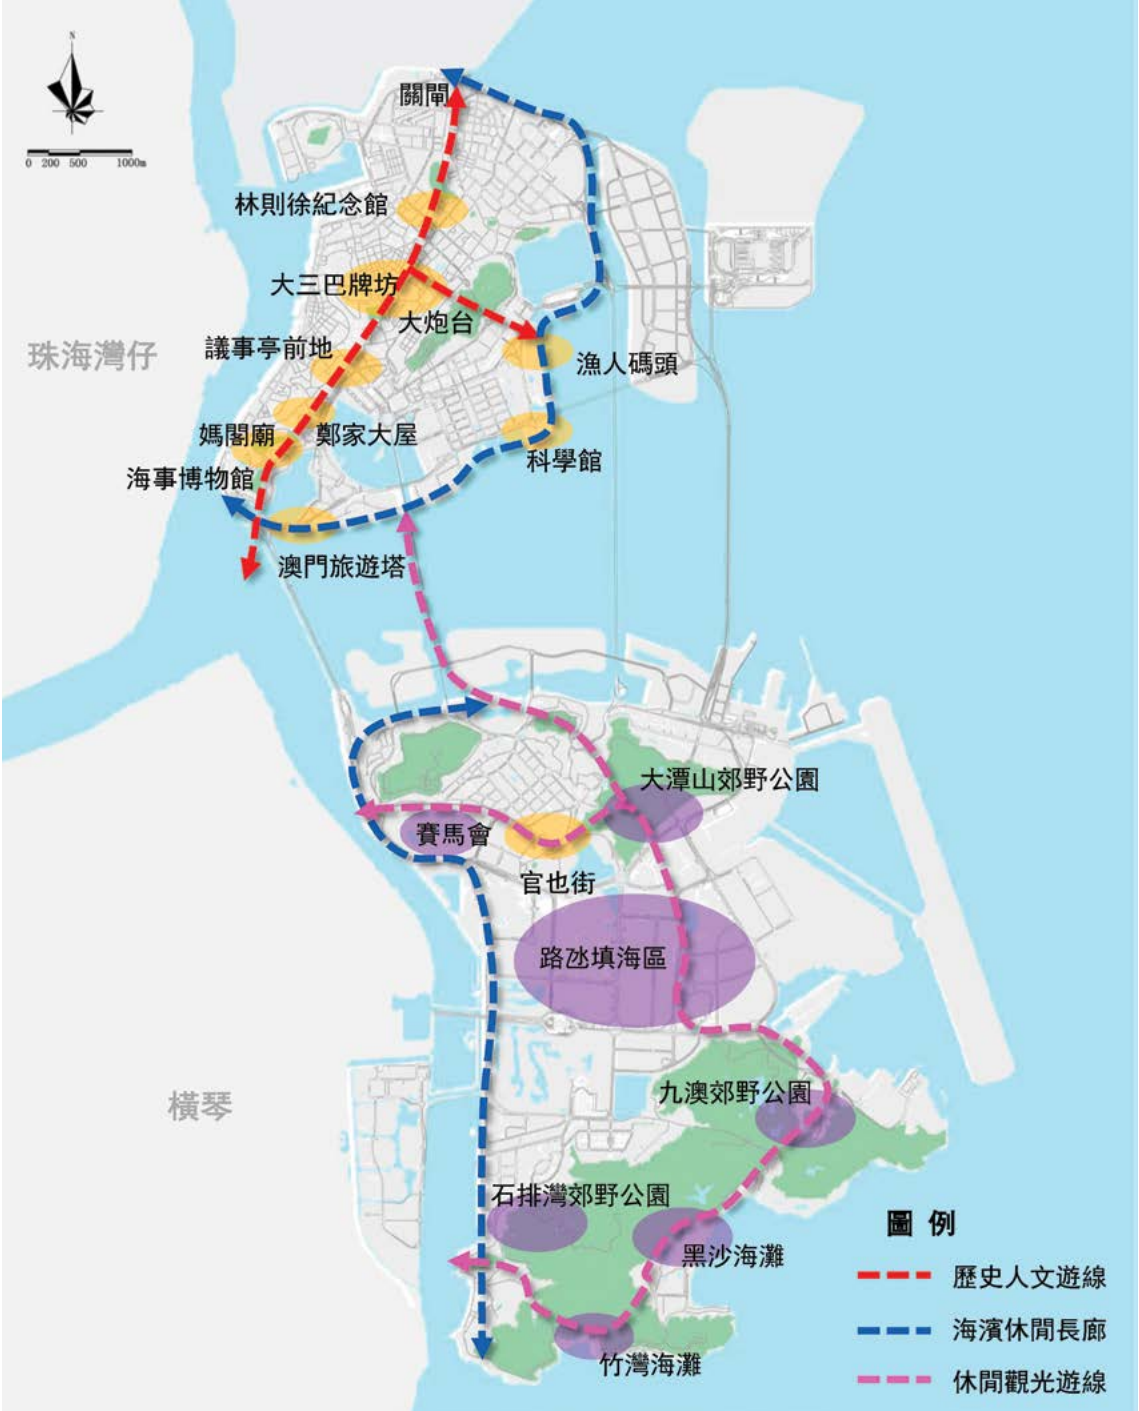 N
關閘
0 200 500 1000m
林則徐紀念館
大三巴牌坊
大炮台
議事亭前地
珠海灣仔
漁人碼頭
媽閣廟
鄭家大屋
科學館
海事博物館
澳門旅遊塔
大潭山郊野公園
賽馬會
官也街
路氹填海區
九澳郊野公園
橫琴
石排灣郊野公園
黑沙海灘
竹灣海灘
圖 例
歷史人文遊線
海濱休閒長廊
休閒觀光遊線